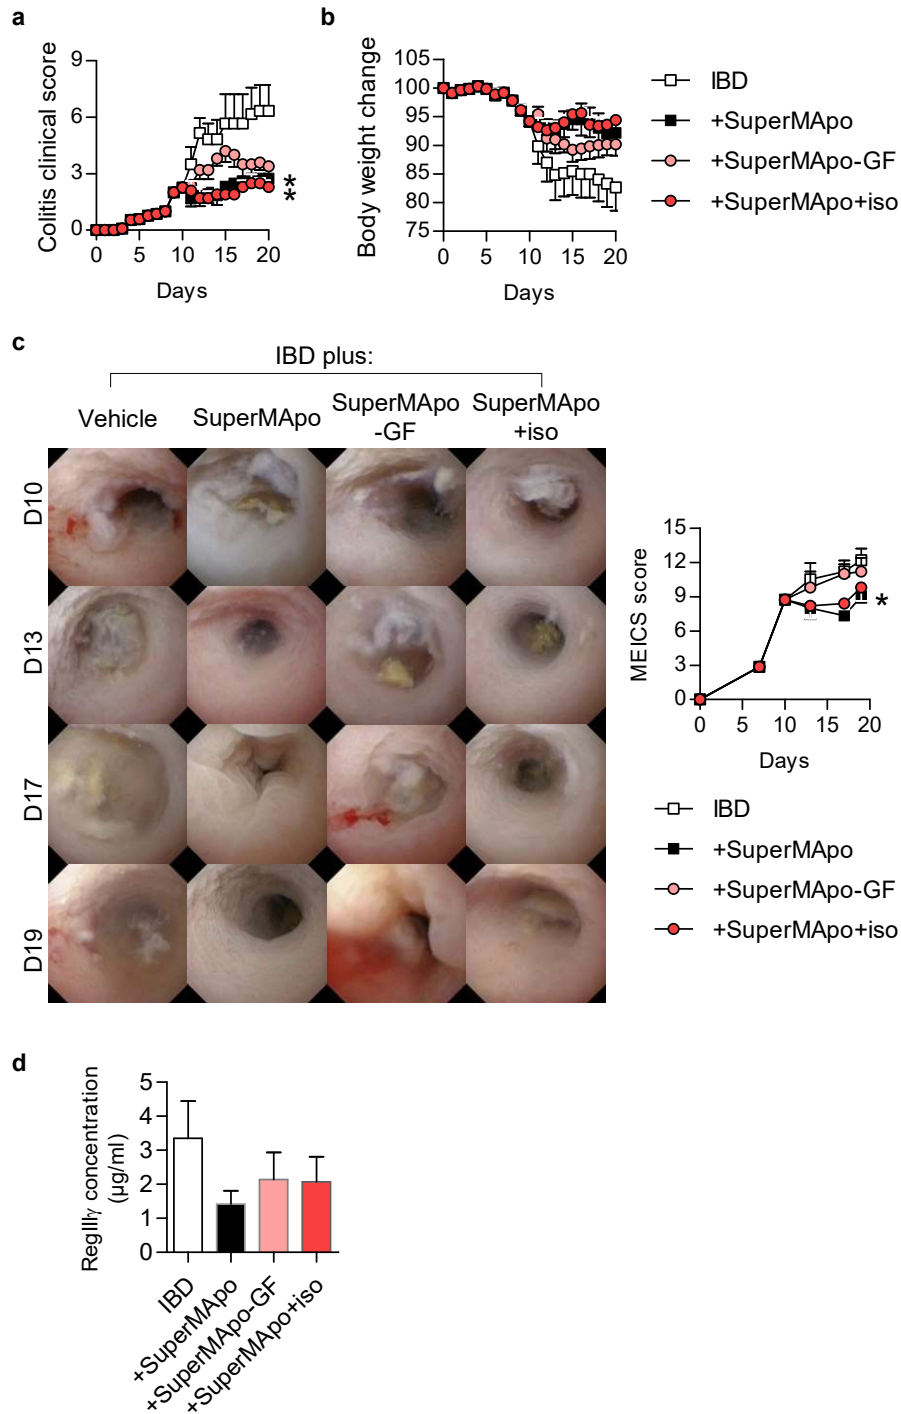 a
Colitis clinical score
9
6
3
0
0 5 10 15 20
Days
*
*
b
Body weight change
105
100
95
90
85
80
75
0 5 10 15 20
Days
IBD
+SuperMApo
+SuperMApo-GF
+SuperMApo+iso
c
IBD plus:
Vehicle
SuperMApo
SuperMApo
-GF
SuperMApo
+iso
D10
D13
D17
D19
MEICS score
15
12
9
6
3
0
0 5 10 15 20
Days
*
IBD
+SuperMApo
+SuperMApo-GF
+SuperMApo+iso
d
RegIIIγ concentration
(µg/ml)
5
4
3
2
1
0
IBD
+SuperMApo
+SuperMApo-GF
+SuperMApo+iso